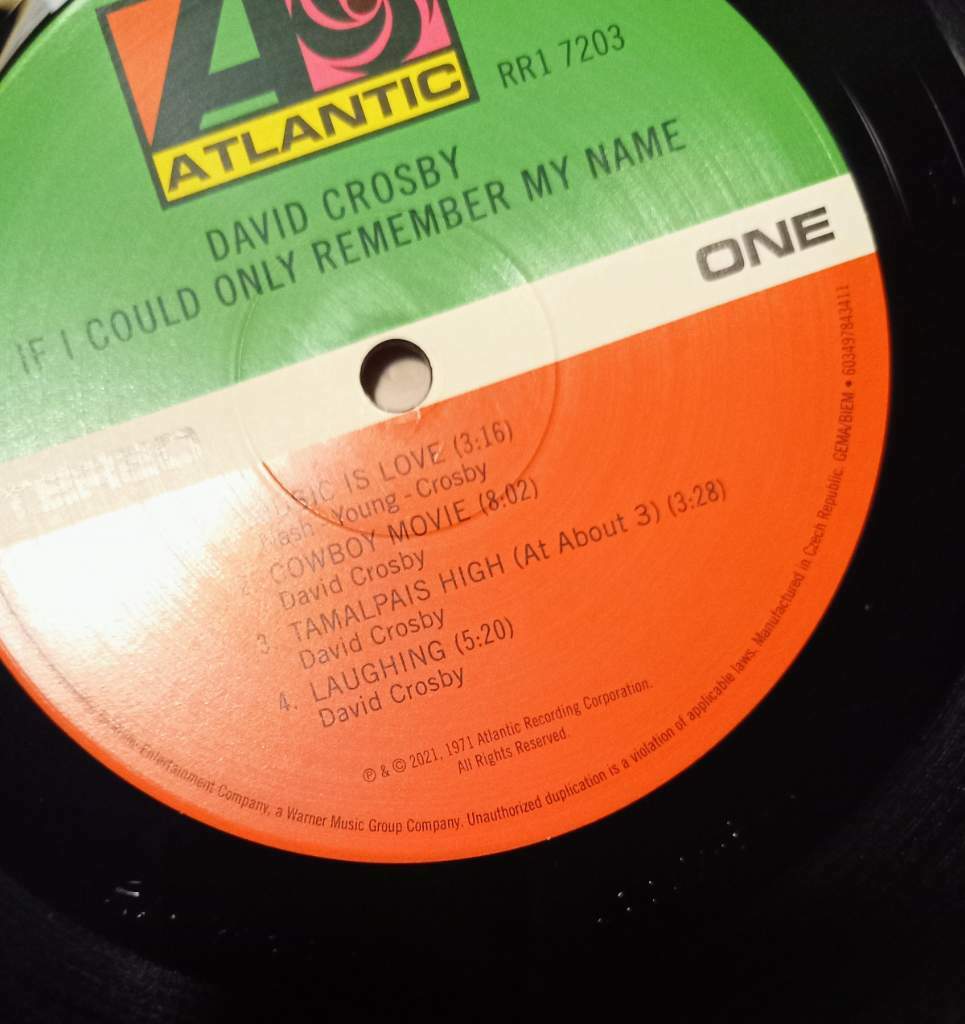 ATLANTIC
RR1 7203
DAVID CROSBY
IF I COULD ONLY REMEMBER MY NAME
ONE
IS LOVE (3:16)
Young - Crosby
COWBOY MOVIE (8:02)
David Crosby
3. TAMALPAIS HIGH (At About 3) (3:28)
David Crosby
4. LAUGHING (5:20)
David Crosby
℗ & © 2021, 1971 Atlantic Recording Corporation.
All Rights Reserved.
Entertainment Company, a Warner Music Group Company. Unauthorized duplication is a violation of applicable laws. Manufactured in Czech Republic. GEMA/BIEM • 603497843411